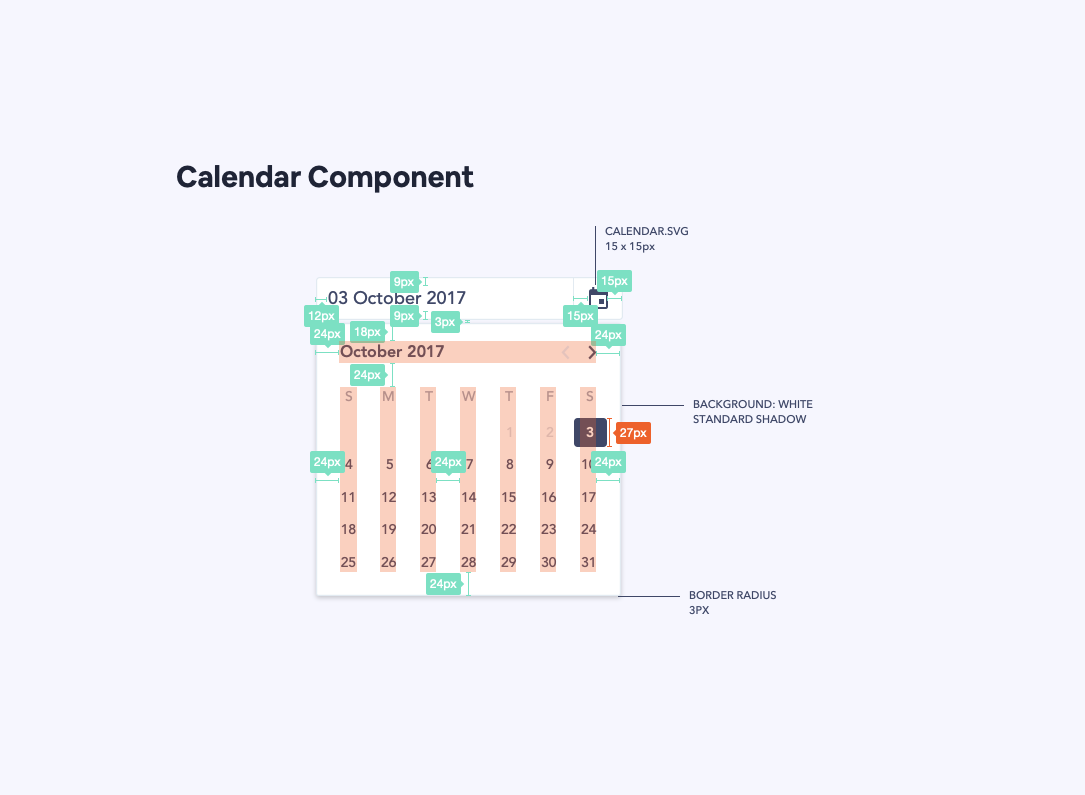 Calendar Component
CALENDAR.SVG
15 x 15px
9px
15px
03 October 2017
12px
9px
3px
15px
24px
18px
24px
October 2017
24px
S M T W T F S
BACKGROUND: WHITE
STANDARD SHADOW
1 2 3
27px
24px
24px
24px
4 5 6 7 8 9 10
11 12 13 14 15 16 17
18 19 20 21 22 23 24
25 26 27 28 29 30 31
24px
BORDER RADIUS
3PX